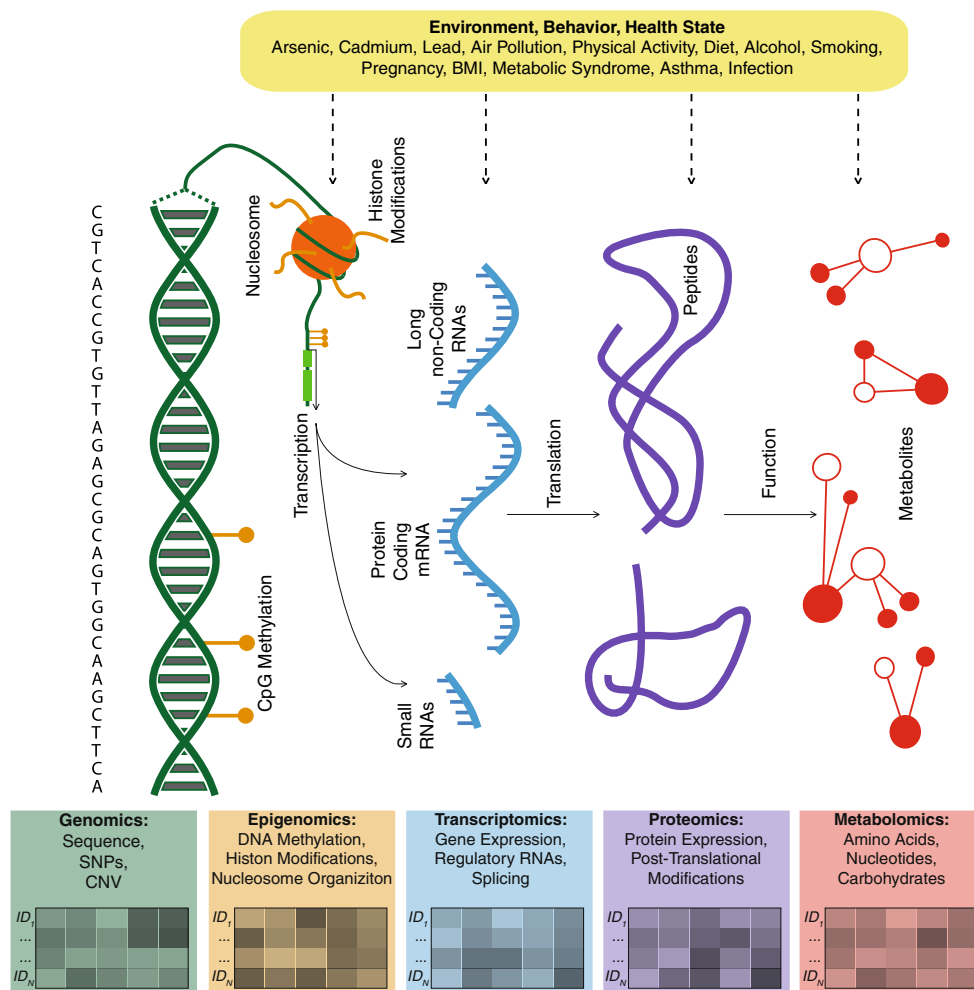 Environment, Behavior, Health State
Arsenic, Cadmium, Lead, Air Pollution, Physical Activity, Diet, Alcohol, Smoking,
Pregnancy, BMI, Metabolic Syndrome, Asthma, Infection
C
G
T
C
A
C
C
G
T
G
T
T
A
G
A
G
C
G
C
A
G
T
G
G
C
A
A
G
C
T
T
C
A
CpG Methylation
Nucleosome
Histone
Modifications
Transcription
Long
non-Coding
RNAs
Protein
Coding
mRNA
Small
RNAs
Translation
Peptides
Function
Metabolites
Genomics:
Sequence,
SNPs,
CNV
ID1
...
...
IDN
Epigenomics:
DNA Methylation,
Histon Modifications,
Nucleosome Organiziton
ID1
...
...
IDN
Transcriptomics:
Gene Expression,
Regulatory RNAs,
Splicing
ID1
...
...
IDN
Proteomics:
Protein Expression,
Post-Translational
Modifications
ID1
...
...
IDN
Metabolomics:
Amino Acids,
Nucleotides,
Carbohydrates
ID1
...
...
IDN